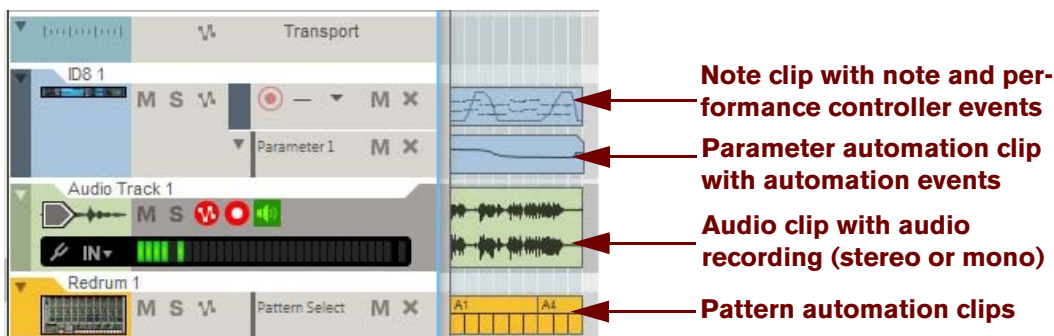 Transport
ID8 1
M S
M ×
Note clip with note and per-
formance controller events
Parameter 1
M ×
Parameter automation clip
with automation events
Audio Track 1
M S
IN
Audio clip with audio
recording (stereo or mono)
Redrum 1
M S
Pattern Select
M ×
A1
A4
Pattern automation clips